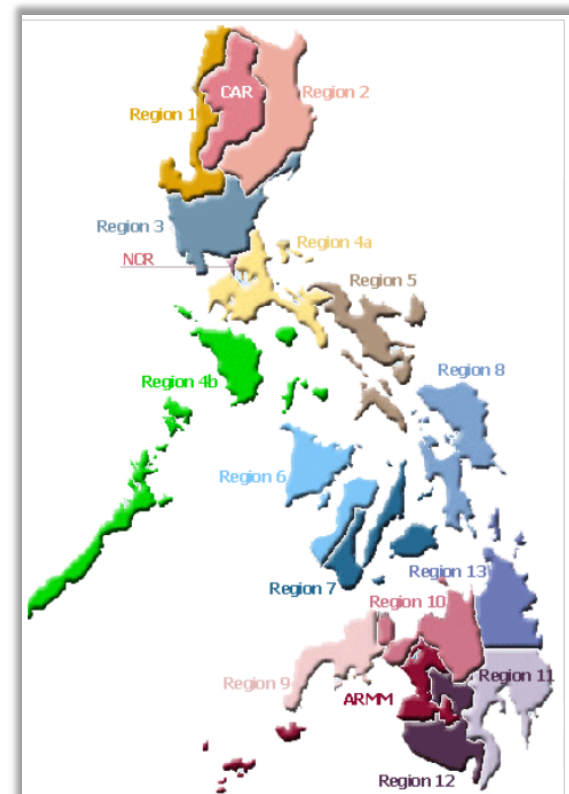 CAR
Region 2
Region 1
Region 3
Region 4a
NCR
Region 5
Region 8
Region 4b
Region 6
Region 13
Region 7
Region 10
Region 11
Region 9
ARMM
Region 12